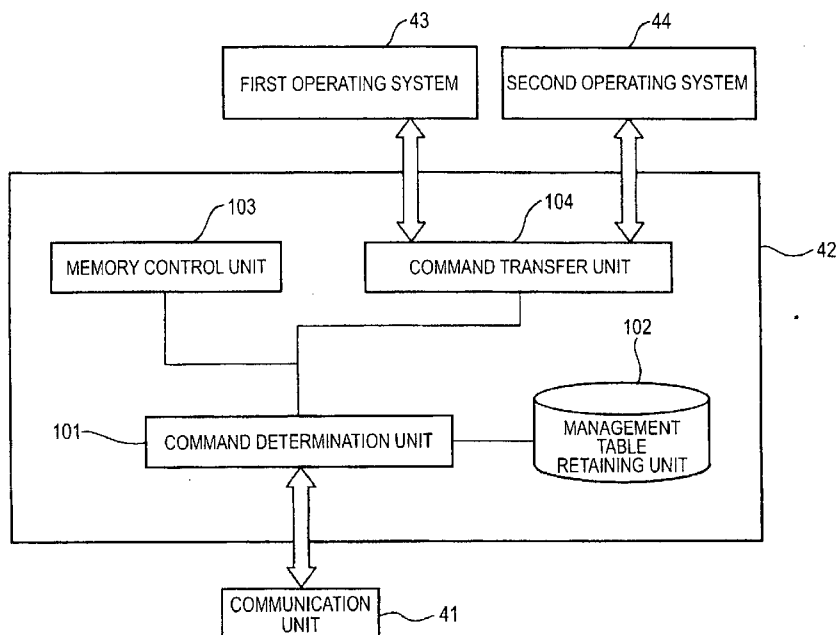 43
44
FIRST OPERATING SYSTEM
SECOND OPERATING SYSTEM
103
104
42
MEMORY CONTROL UNIT
COMMAND TRANSFER UNIT
102
101
COMMAND DETERMINATION UNIT
MANAGEMENT
TABLE
RETAINING UNIT
COMMUNICATION
UNIT
41